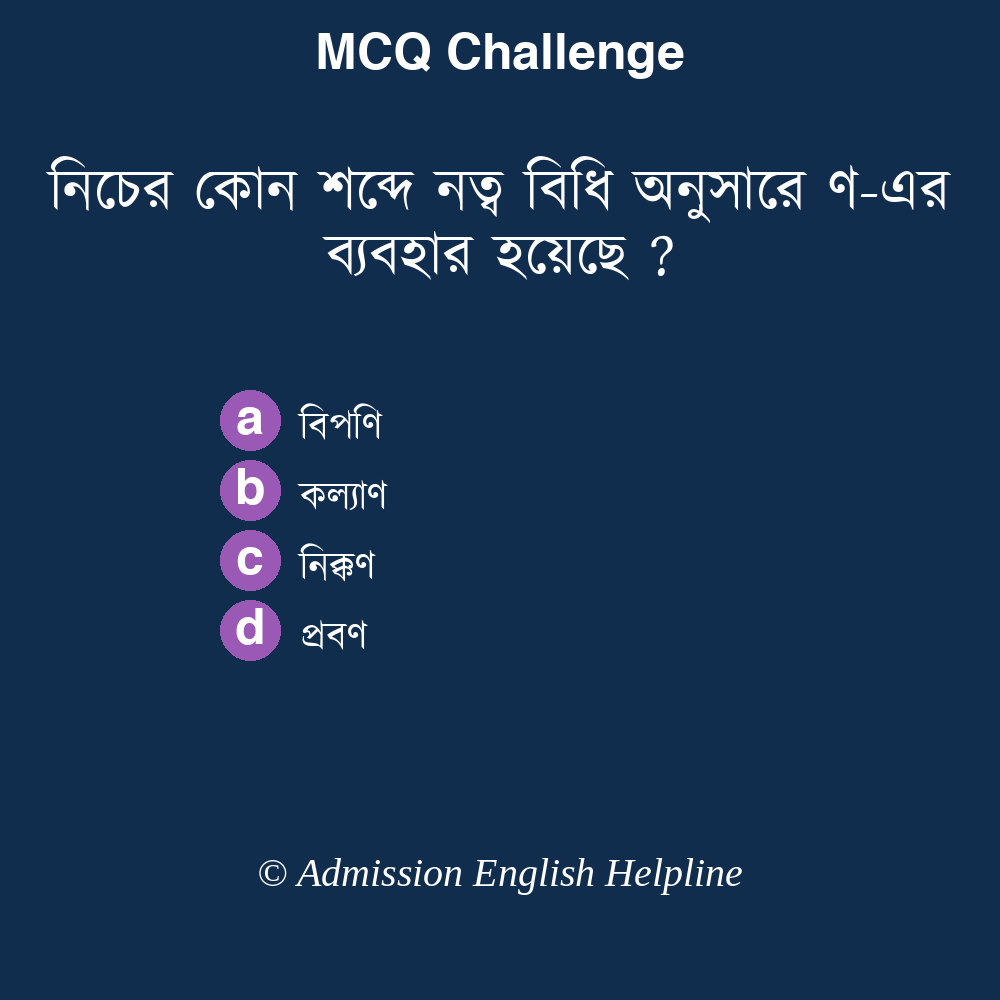 MCQ Challenge
নিচের কোন শব্দে নত্ব বিধি অনুসারে ণ-এর
ব্যবহার হয়েছে ?
a বিপণি
b কল্যাণ
c নিক্কণ
d প্রবণ
© Admission English Helpline